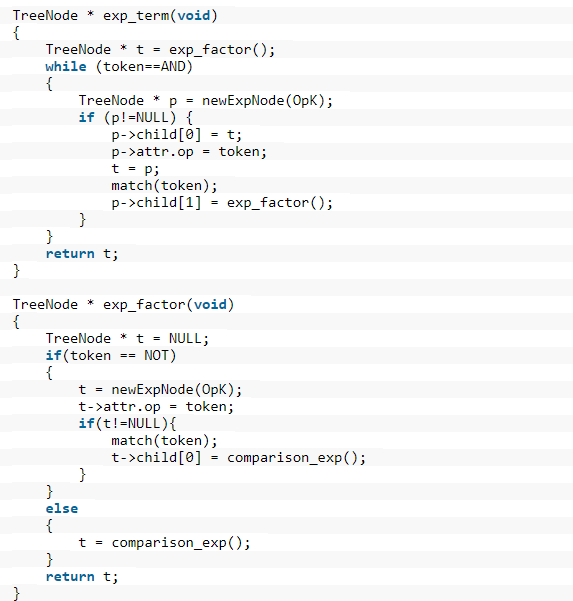 TreeNode * exp_term(void)
{
    TreeNode * t = exp_factor();
    while (token==AND)
    {
        TreeNode * p = newExpNode(OpK);
        if (p!=NULL) {
            p->child[0] = t;
            p->attr.op = token;
            t = p;
            match(token);
            p->child[1] = exp_factor();
        }
    }
    return t;
}

TreeNode * exp_factor(void)
{
    TreeNode * t = NULL;
    if(token == NOT)
    {
        t = newExpNode(OpK);
        t->attr.op = token;
        if(t!=NULL){
            match(token);
            t->child[0] = comparison_exp();
        }
    }
    else
    {
        t = comparison_exp();
    }
    return t;
}